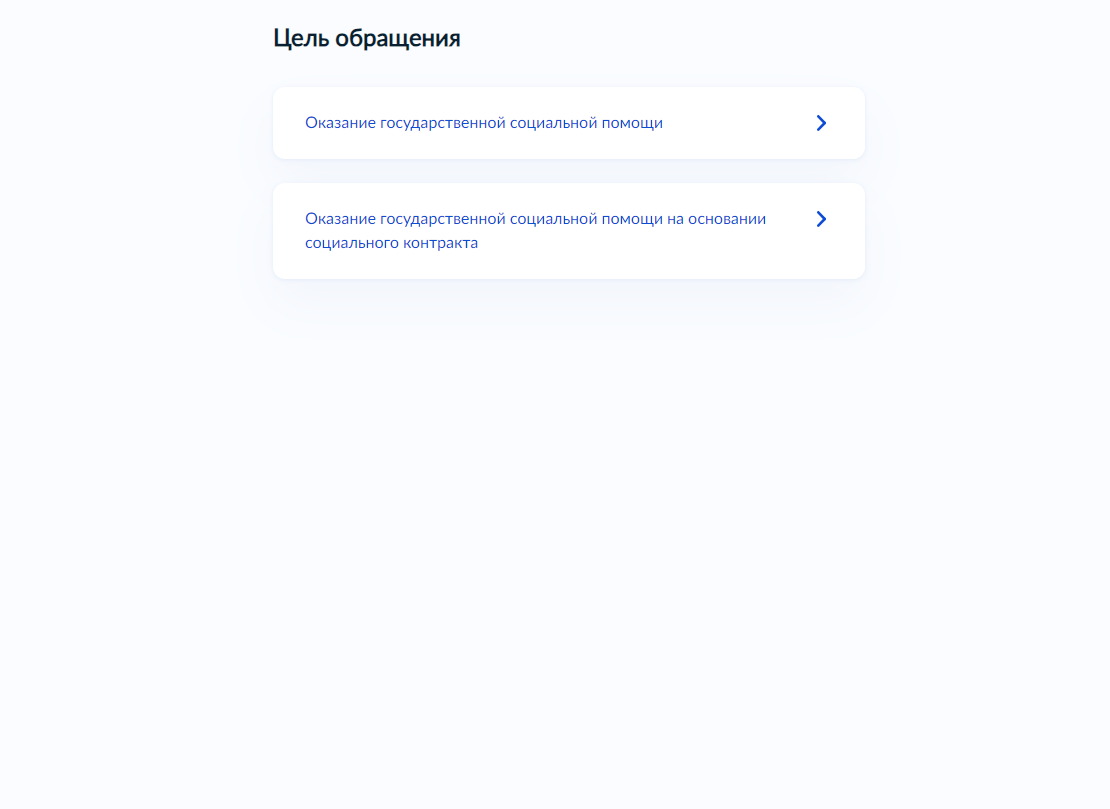 Цель обращения
Оказание государственной социальной помощи
Оказание государственной социальной помощи на основании
социального контракта